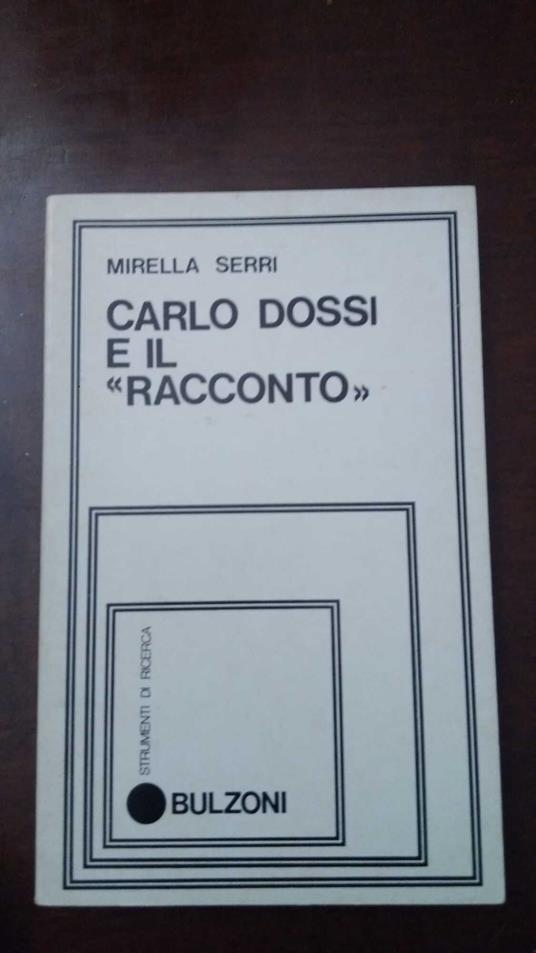 MIRELLA SERRI
CARLO DOSSI
E IL
«RACCONTO»
STRUMENTI DI RICERCA
BULZONI